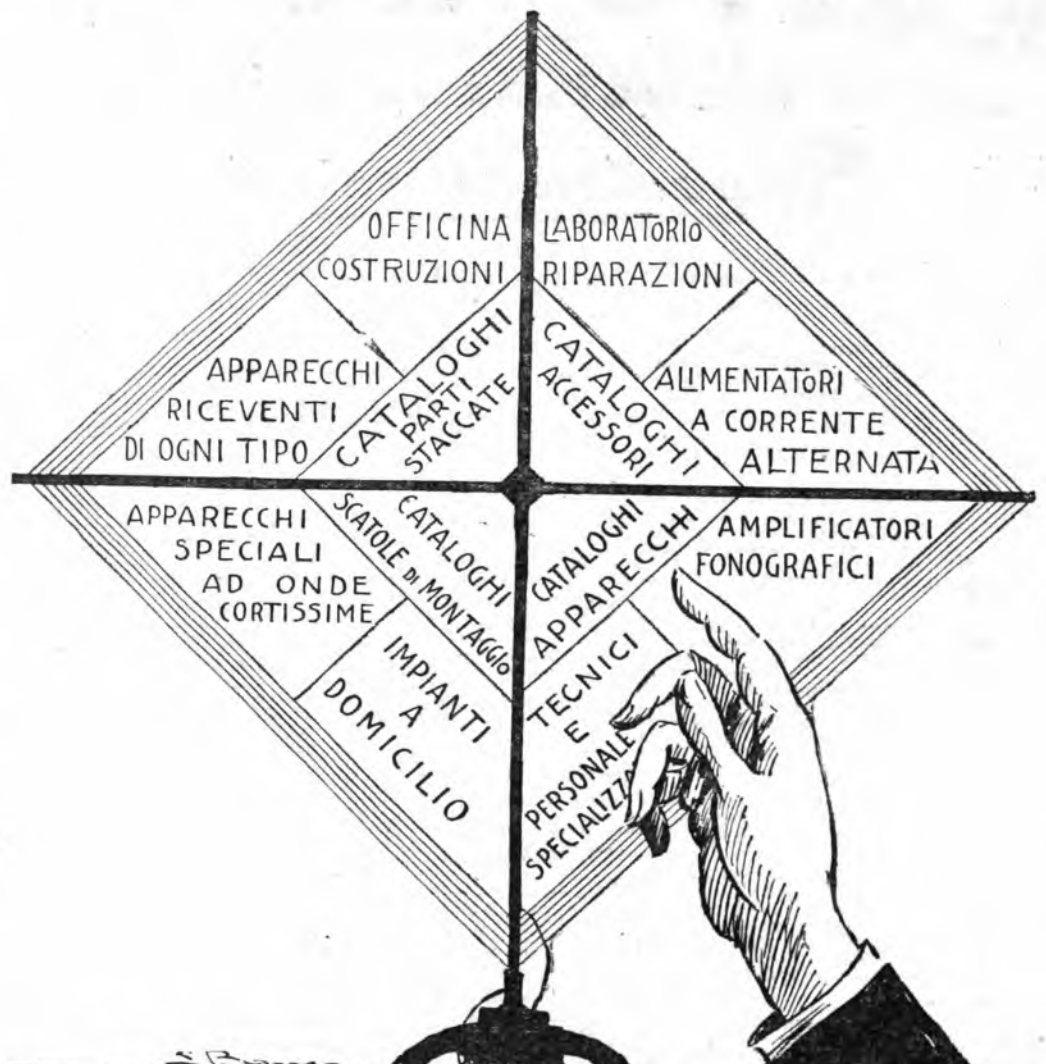 OFFICINA
COSTRUZIONI
LABORATORIO
RIPARAZIONI
APPARECCHI
RICEVENTI
DI OGNI TIPO
CATALOGHI
PARTI
STACCATE
CATALOGHI
ACCESSORI
ALIMENTATORI
A CORRENTE
ALTERNATA
APPARECCHI
SPECIALI
AD ONDE
CORTISSIME
CATALOGHI
SCATOLE DI MONTAGGIO
CATALOGHI
APPARECCHI
AMPLIFICATORI
FONOGRAFICI
IMPIANTI
A
DOMICILIO
TECNICI
E
PERSONALE